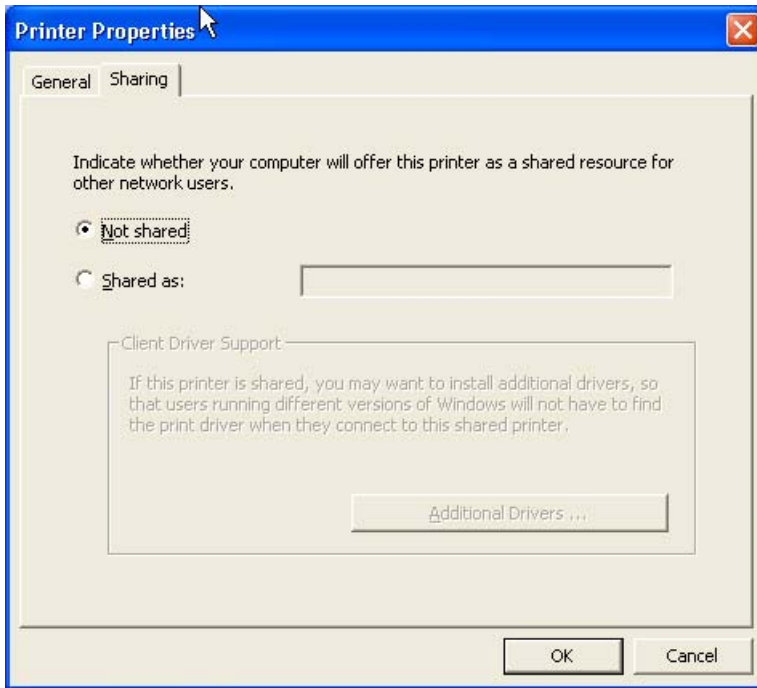 Printer Properties
General
Sharing
Indicate whether your computer will offer this printer as a shared resource for
other network users.
Not shared
Shared as:
Client Driver Support
If this printer is shared, you may want to install additional drivers, so
that users running different versions of Windows will not have to find
the print driver when they connect to this shared printer.
Additional Drivers ...
OK
Cancel